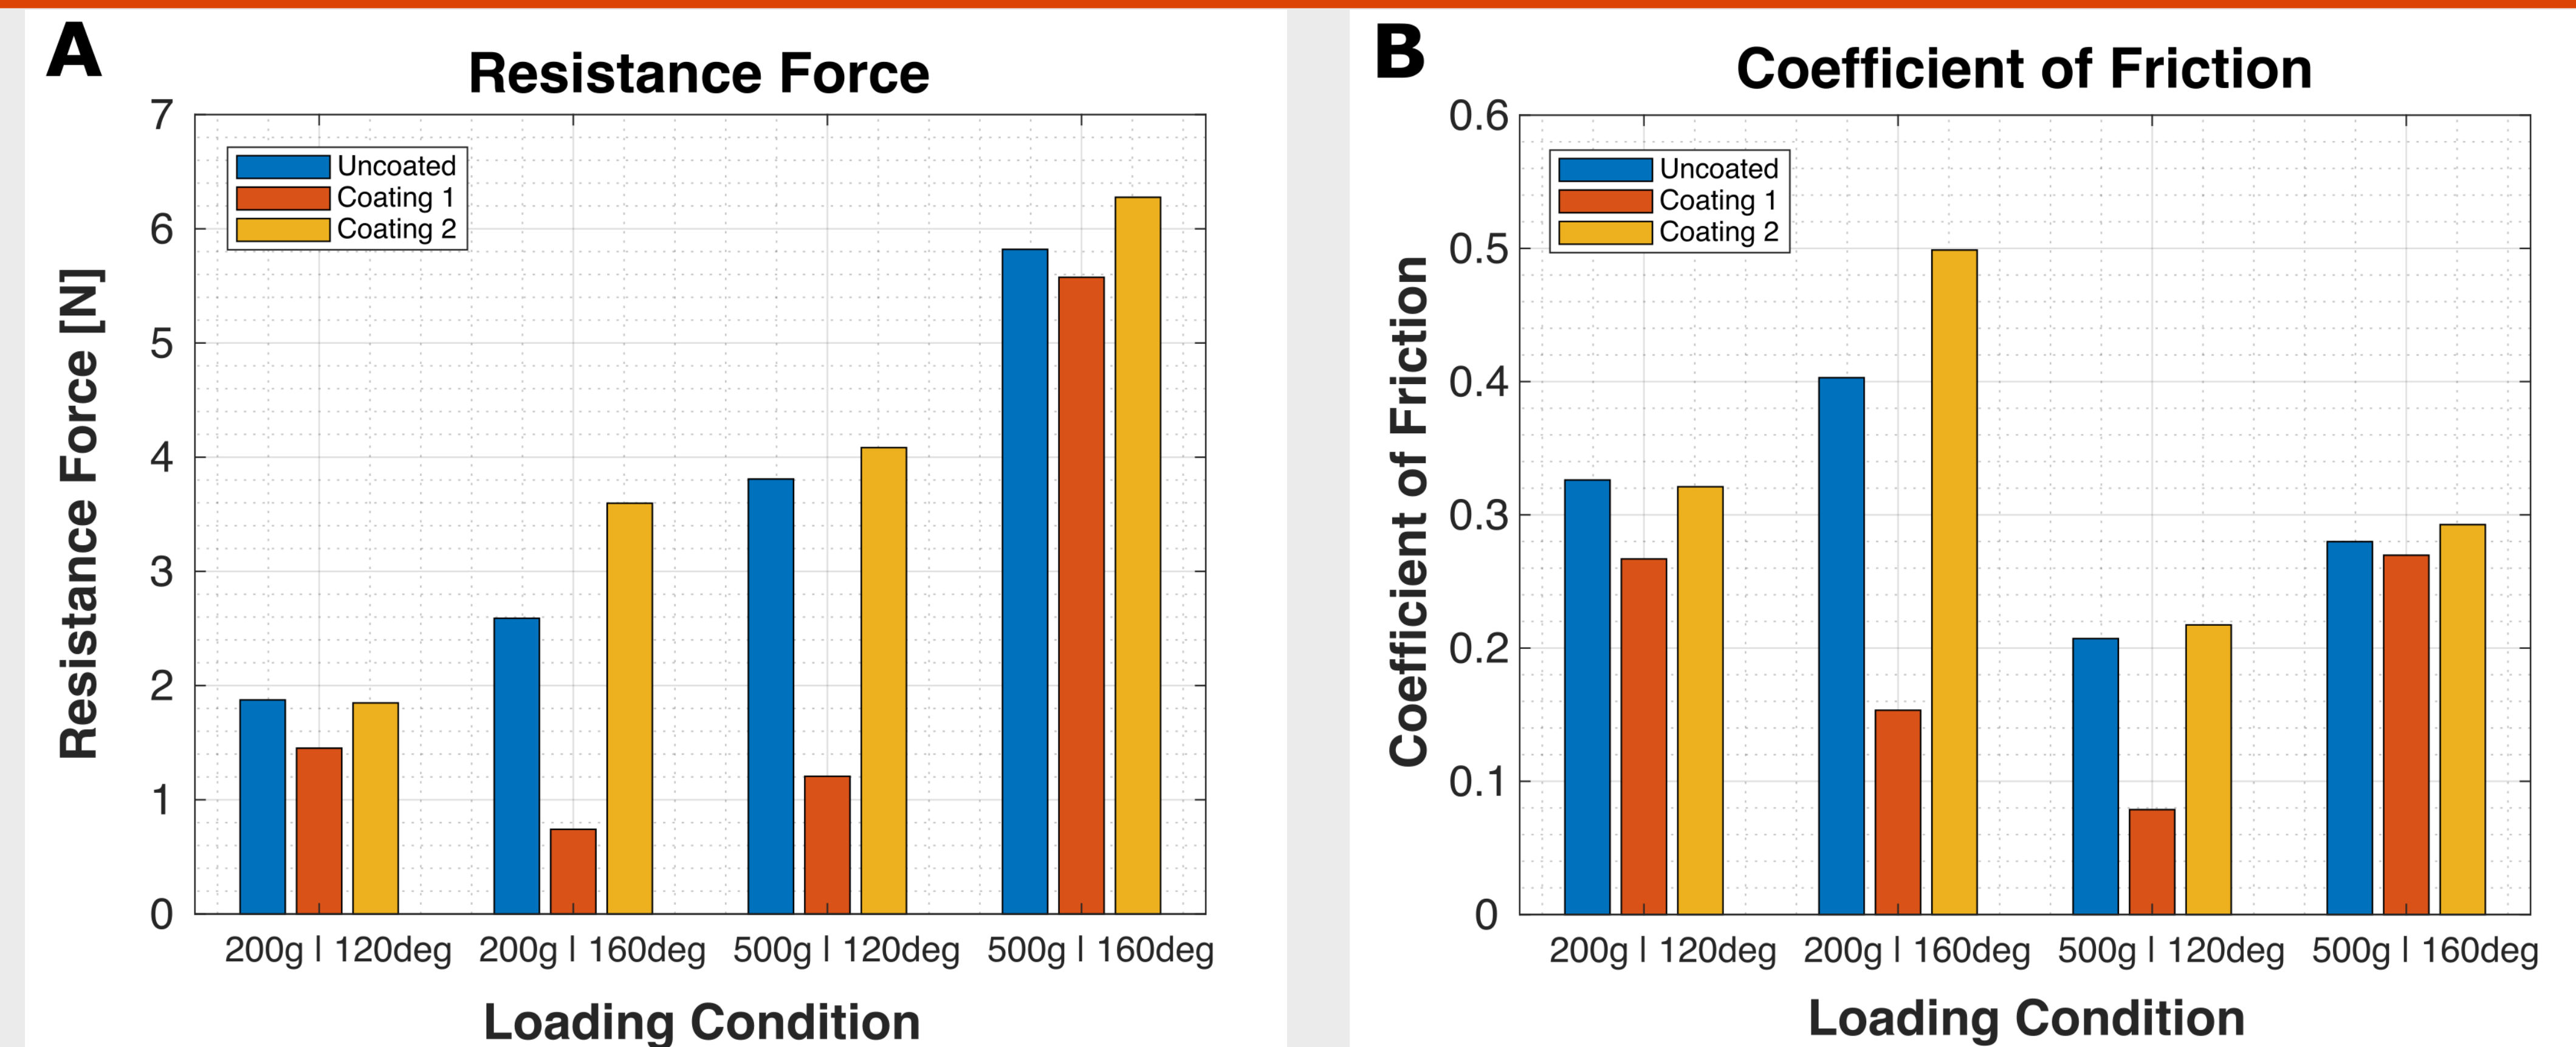 A
Resistance Force
7
6
5
4
3
2
1
0
Resistance Force [N]
Uncoated
Coating 1
Coating 2
200g | 120deg
200g | 160deg
500g | 120deg
500g | 160deg
Loading Condition
B
Coefficient of Friction
0.6
0.5
0.4
0.3
0.2
0.1
0
Coefficient of Friction
Uncoated
Coating 1
Coating 2
200g | 120deg
200g | 160deg
500g | 120deg
500g | 160deg
Loading Condition